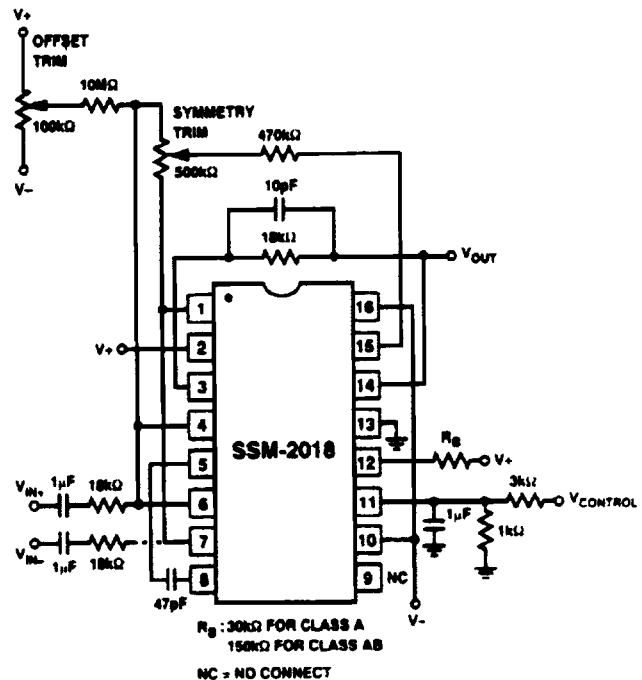 V+
OFFSET
TRIM
10MΩ
100kΩ
V−
SYMMETRY
TRIM
500kΩ
470kΩ
10pF
18kΩ
VOUT
1
16
V+
2
15
3
14
4
13
SSM-2018
5
12
RB
V+
VIN+
1μF
18kΩ
6
11
3kΩ
VCONTROL
1μF
1kΩ
VIN−
1μF
18kΩ
7
10
47pF
8
9
NC
V−
RB : 30kΩ FOR CLASS A
150kΩ FOR CLASS AB
NC = NO CONNECT